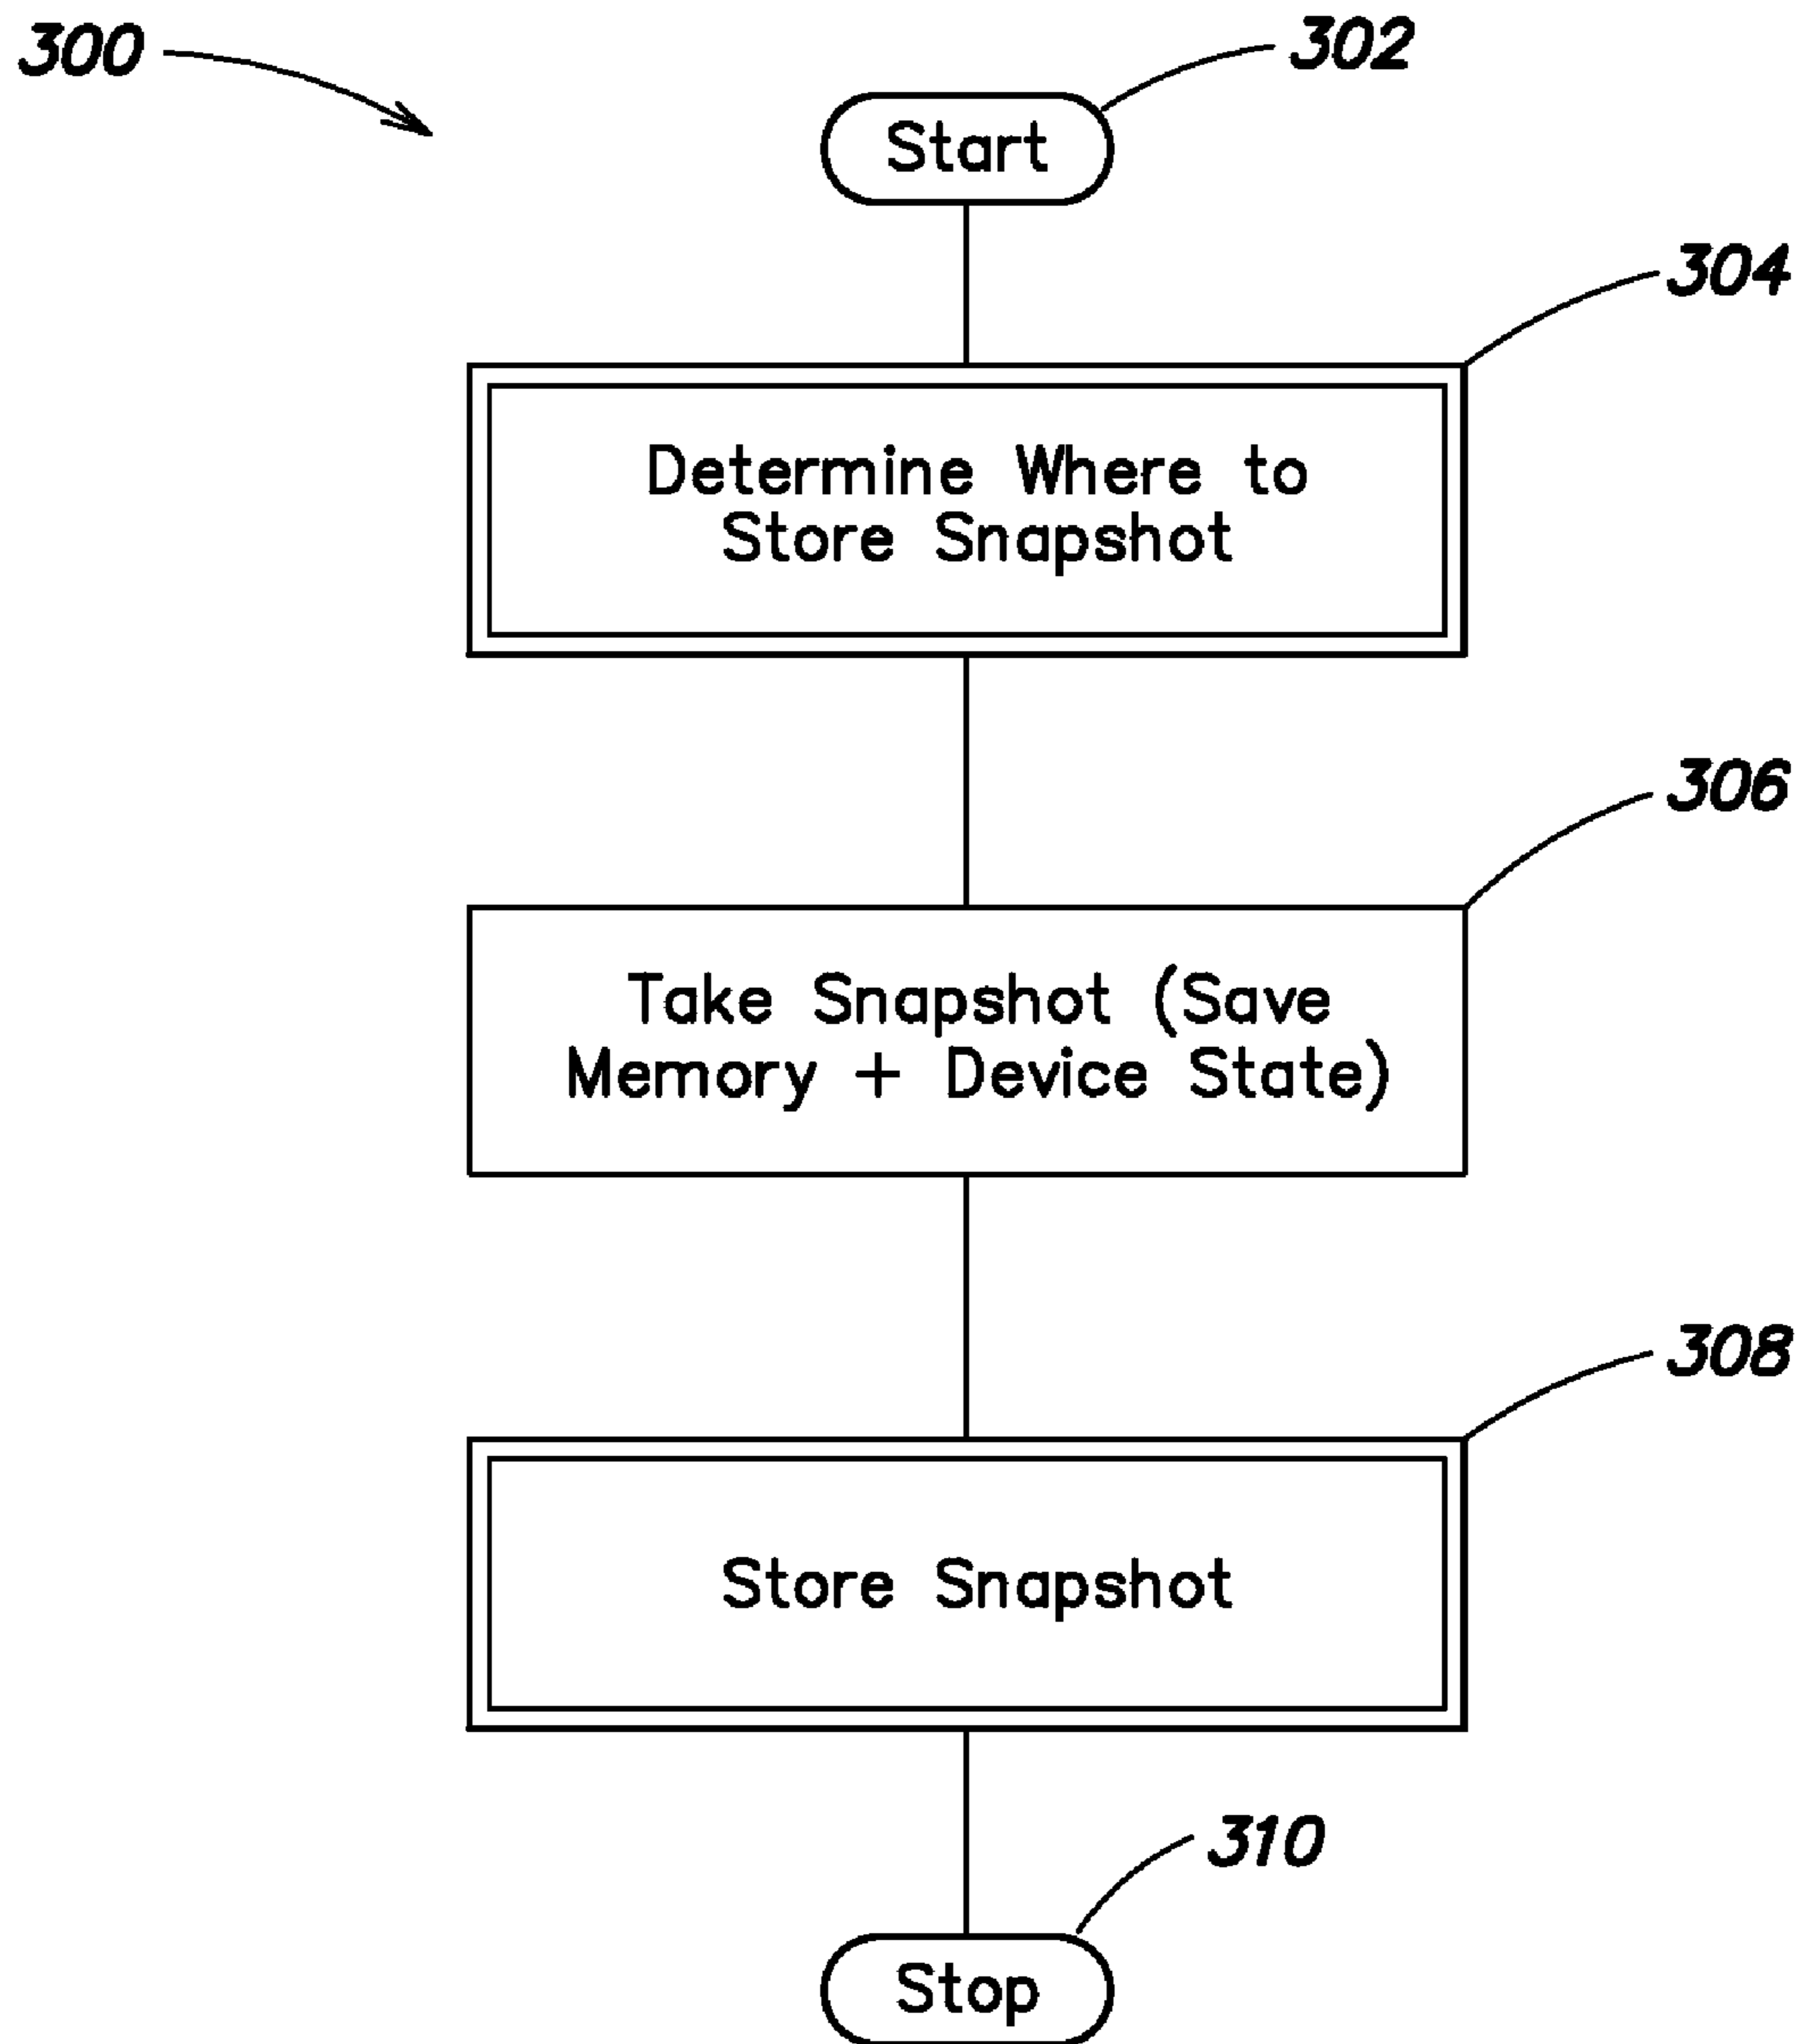 300
302
Start
304
Determine Where to
Store Snapshot
306
Take Snapshot (Save
Memory + Device State)
308
Store Snapshot
310
Stop